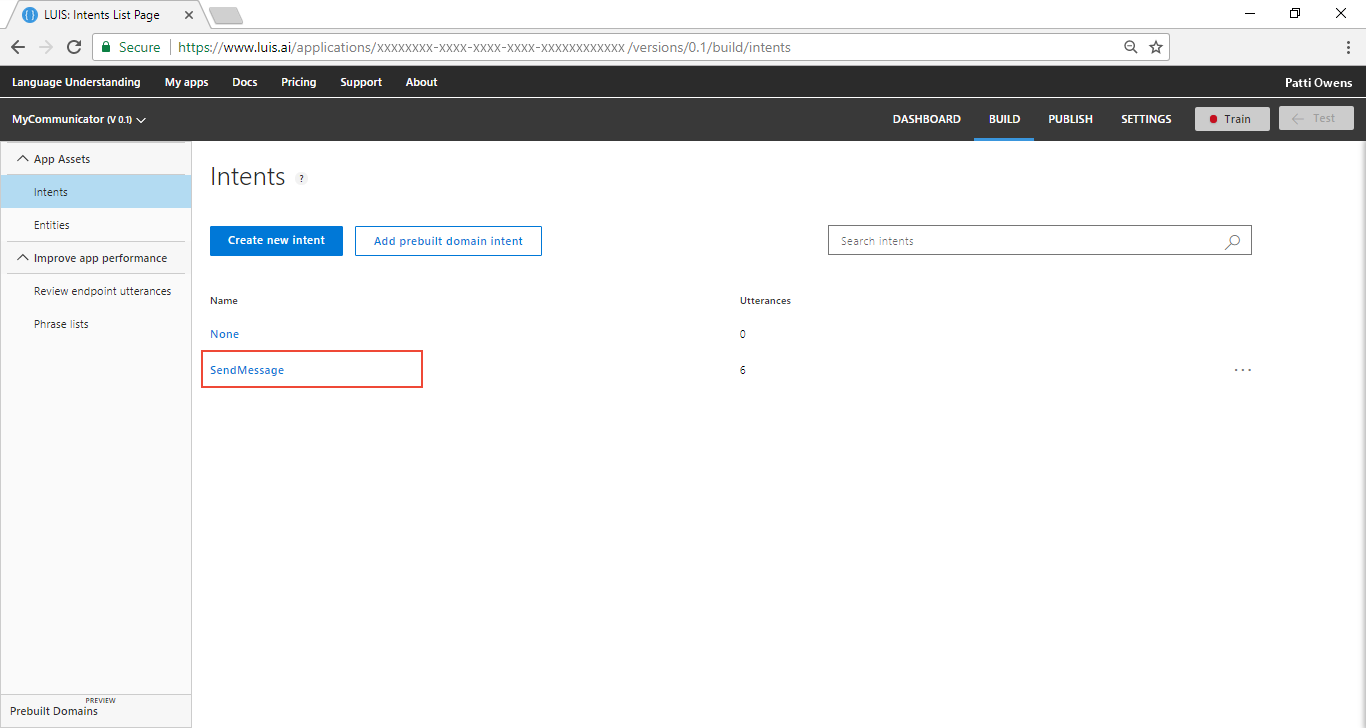 LUIS: Intents List Page
Secure https://www.luis.ai/applications/xxxxxxxx-xxxx-xxxx-xxxx-xxxxxxxxxxxx /versions/0.1/build/intents
Language Understanding My apps Docs Pricing Support About Patti Owens
MyCommunicator (V 0.1) DASHBOARD BUILD PUBLISH SETTINGS Train Test
App Assets
Intents
Entities
Improve app performance
Review endpoint utterances
Phrase lists
PREVIEW
Prebuilt Domains
Intents ?
Create new intent Add prebuilt domain intent Search intents
Name Utterances
None 0
SendMessage 6 ...